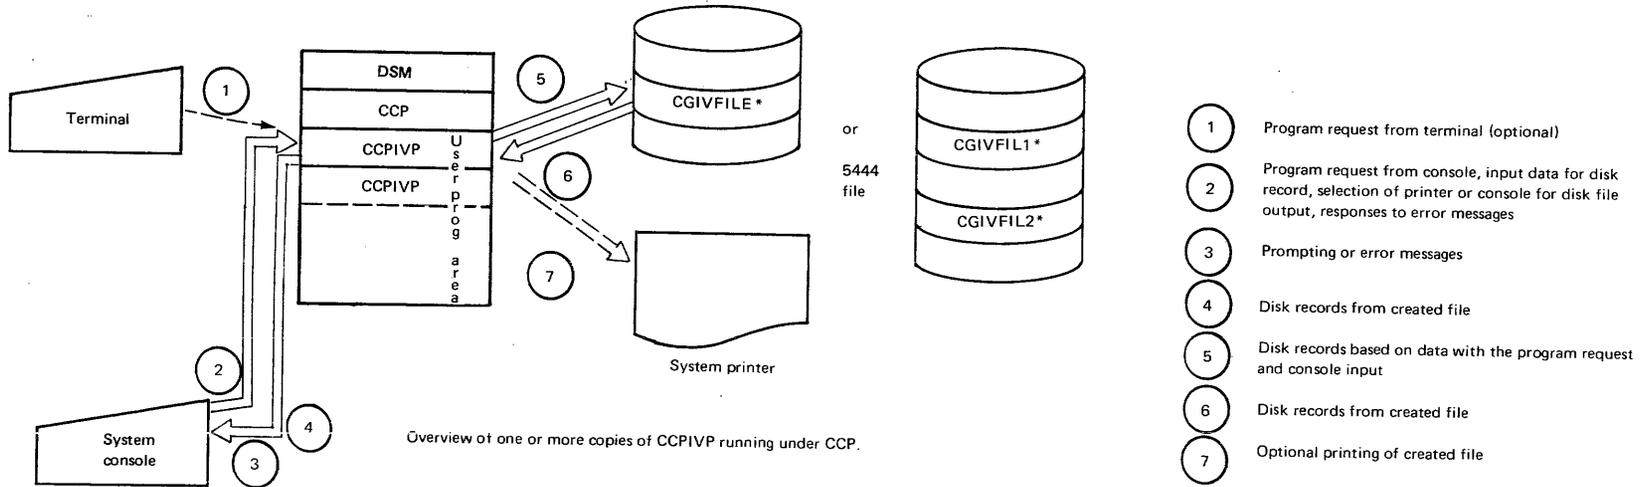 Terminal
1
DSM
CCP
CCPIVP
CCPIVP
User prog area
5
6
7
CGIVFILE*
or
5444
file
CGIVFIL1*
CGIVFIL2*
System printer
2
System
console
4
3
Overview of one or more copies of CCPIVP running under CCP.
1 Program request from terminal (optional)
2 Program request from console, input data for disk
record, selection of printer or console for disk file
output, responses to error messages
3 Prompting or error messages
4 Disk records from created file
5 Disk records based on data with the program request
and console input
6 Disk records from created file
7 Optional printing of created file